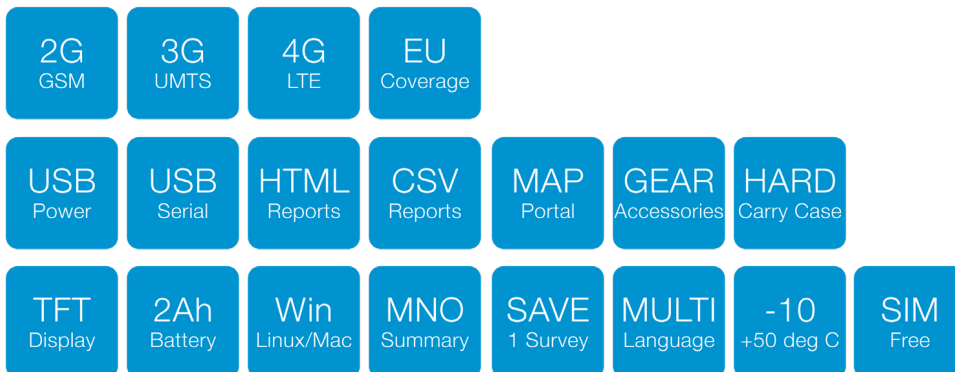 2G 3G 4G EU
GSM UMTS LTE Coverage
USB USB HTML CSV MAP GEAR HARD
Power Serial Reports Reports Portal Accessories Carry Case
TFT 2Ah Win MNO SAVE MULTI -10 SIM
Display Battery Linux/Mac Summary 1 Survey Language +50 deg C Free